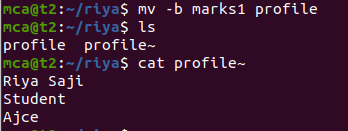 mca@t2:~/riya$ mv -b marks1 profile
mca@t2:~/riya$ ls
profile  profile~
mca@t2:~/riya$ cat profile~
Riya Saji
Student
Ajce